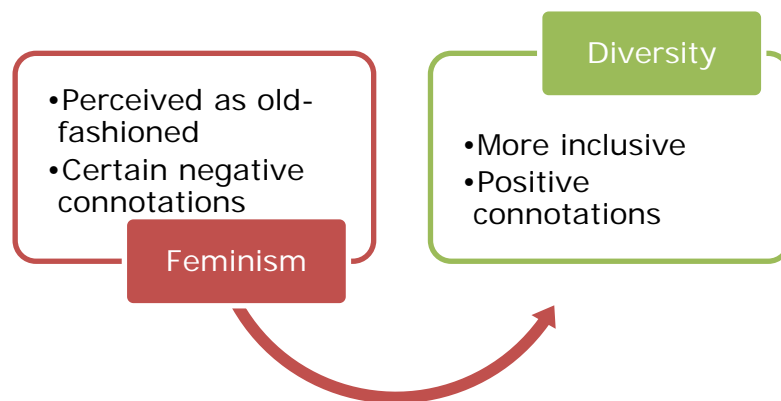 •Perceived as old-
fashioned
•Certain negative
connotations
Feminism
Diversity
•More inclusive
•Positive
connotations